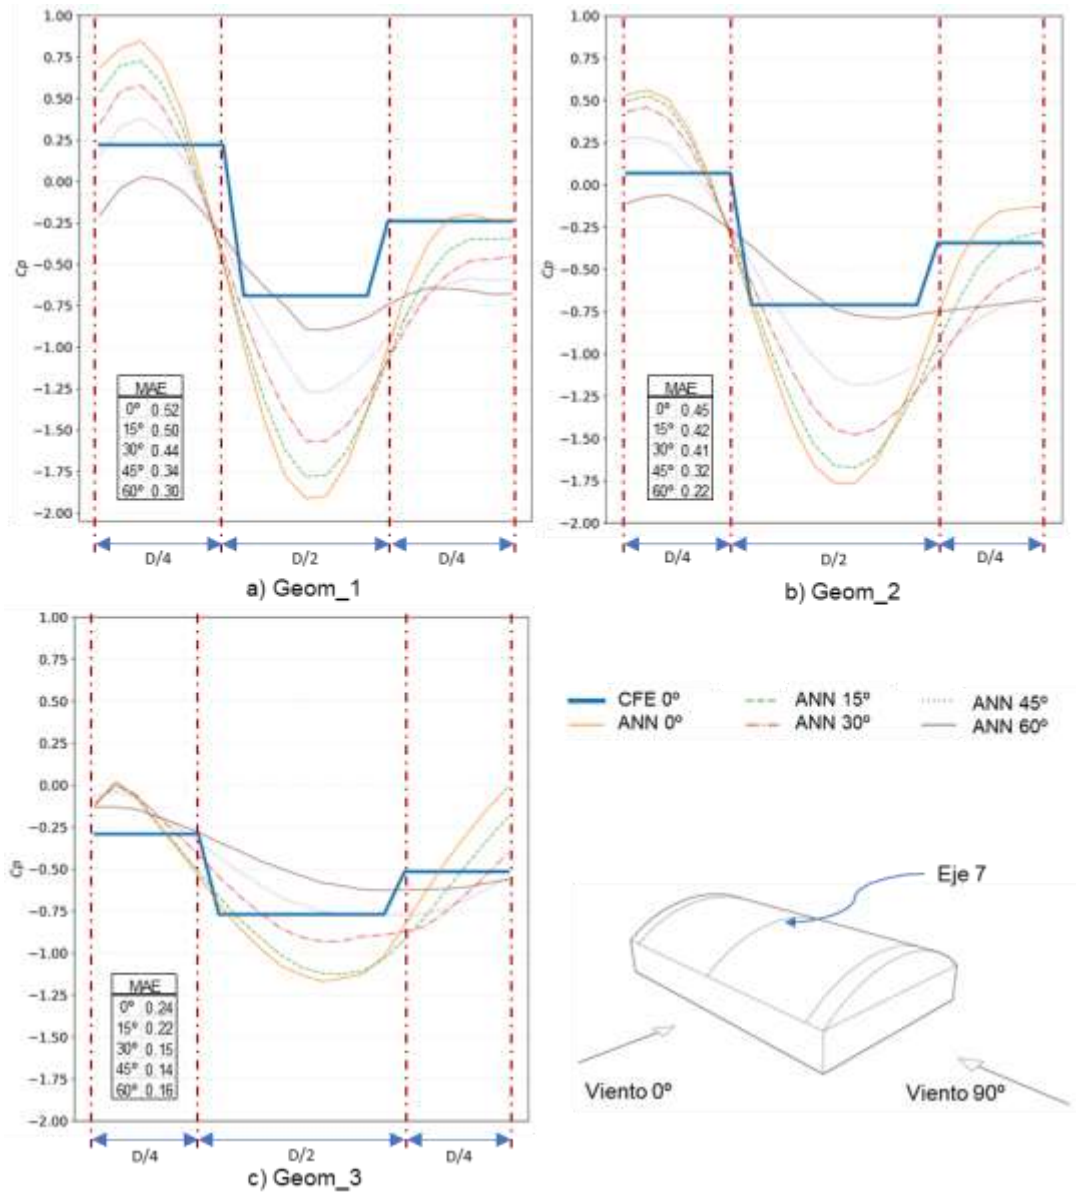 1.00
0.75
0.50
0.25
0.00
−0.25
−0.50
−0.75
−1.00
−1.25
−1.50
−1.75
−2.00
Cp
MAE
0º 0.52
15º 0.50
30º 0.44
45º 0.34
60º 0.30
D/4
D/2
D/4
a) Geom_1
1.00
0.75
0.50
0.25
0.00
−0.25
−0.50
−0.75
−1.00
−1.25
−1.50
−1.75
−2.00
Cp
MAE
0º 0.45
15º 0.42
30º 0.41
45º 0.32
60º 0.22
D/4
D/2
D/4
b) Geom_2
1.00
0.75
0.50
0.25
0.00
−0.25
−0.50
−0.75
−1.00
−1.25
−1.50
−1.75
−2.00
Cp
MAE
0º 0.24
15º 0.22
30º 0.15
45º 0.14
60º 0.16
D/4
D/2
D/4
c) Geom_3
CFE 0º
ANN 15º
ANN 45º
ANN 0º
ANN 30º
ANN 60º
Eje 7
Viento 0º
Viento 90º